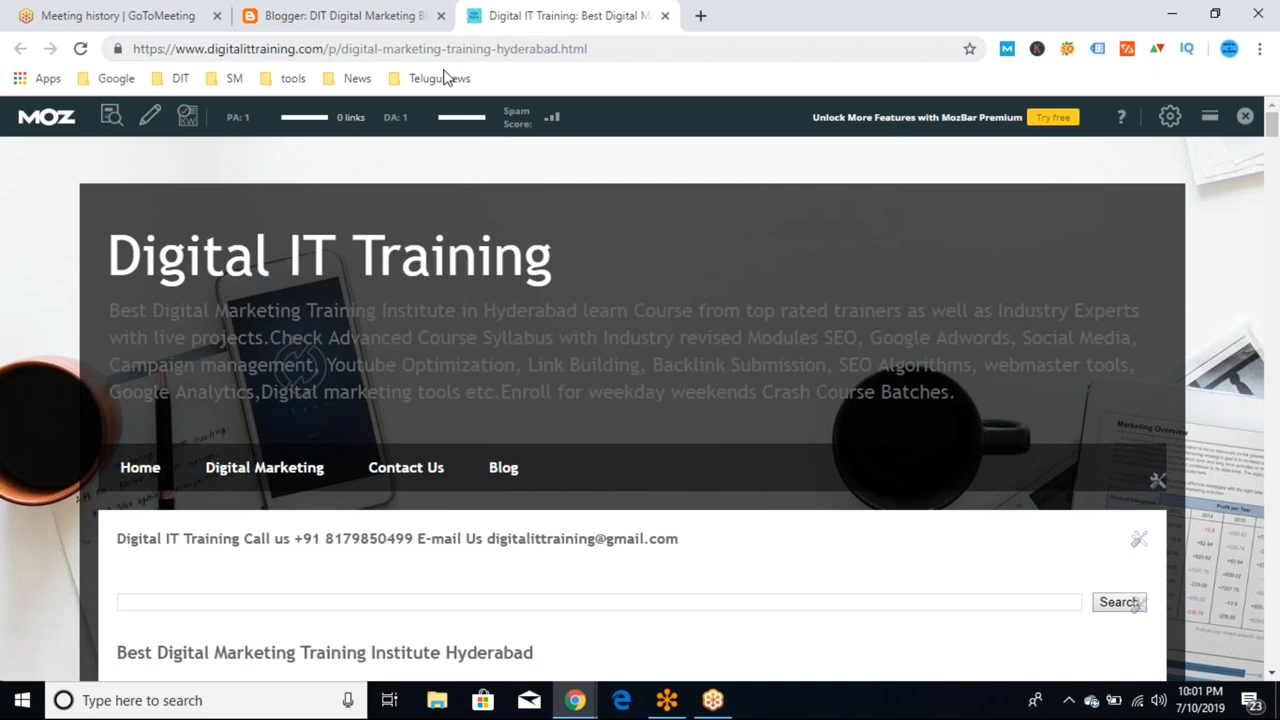 Meeting history | GoToMeeting
Blogger: DIT Digital Marketing Bl
Digital IT Training: Best Digital M
https://www.digitalittraining.com/p/digital-marketing-training-hyderabad.html
Apps
Google
DIT
SM
tools
News
Telugu News
MOZ
PA: 1
0 links
DA: 1
Spam
Score:
Unlock More Features with MozBar Premium
Try free
?
Digital IT Training
Best Digital Marketing Training Institute in Hyderabad learn Course from top rated trainers as well as Industry Experts
with live projects.Check Advanced Course Syllabus with Industry revised Modules SEO, Google Adwords, Social Media,
Campaign management, Youtube Optimization, Link Building, Backlink Submission, SEO Algorithms, webmaster tools,
Google Analytics,Digital marketing tools etc.Enroll for weekday weekends Crash Course Batches.
Marketing Overview
Home
Digital Marketing
Contact Us
Blog
Digital IT Training Call us +91 8179850499 E-mail Us digitalittraining@gmail.com
Search
Best Digital Marketing Training Institute Hyderabad
Type here to search
10:01 PM
7/10/2019
23